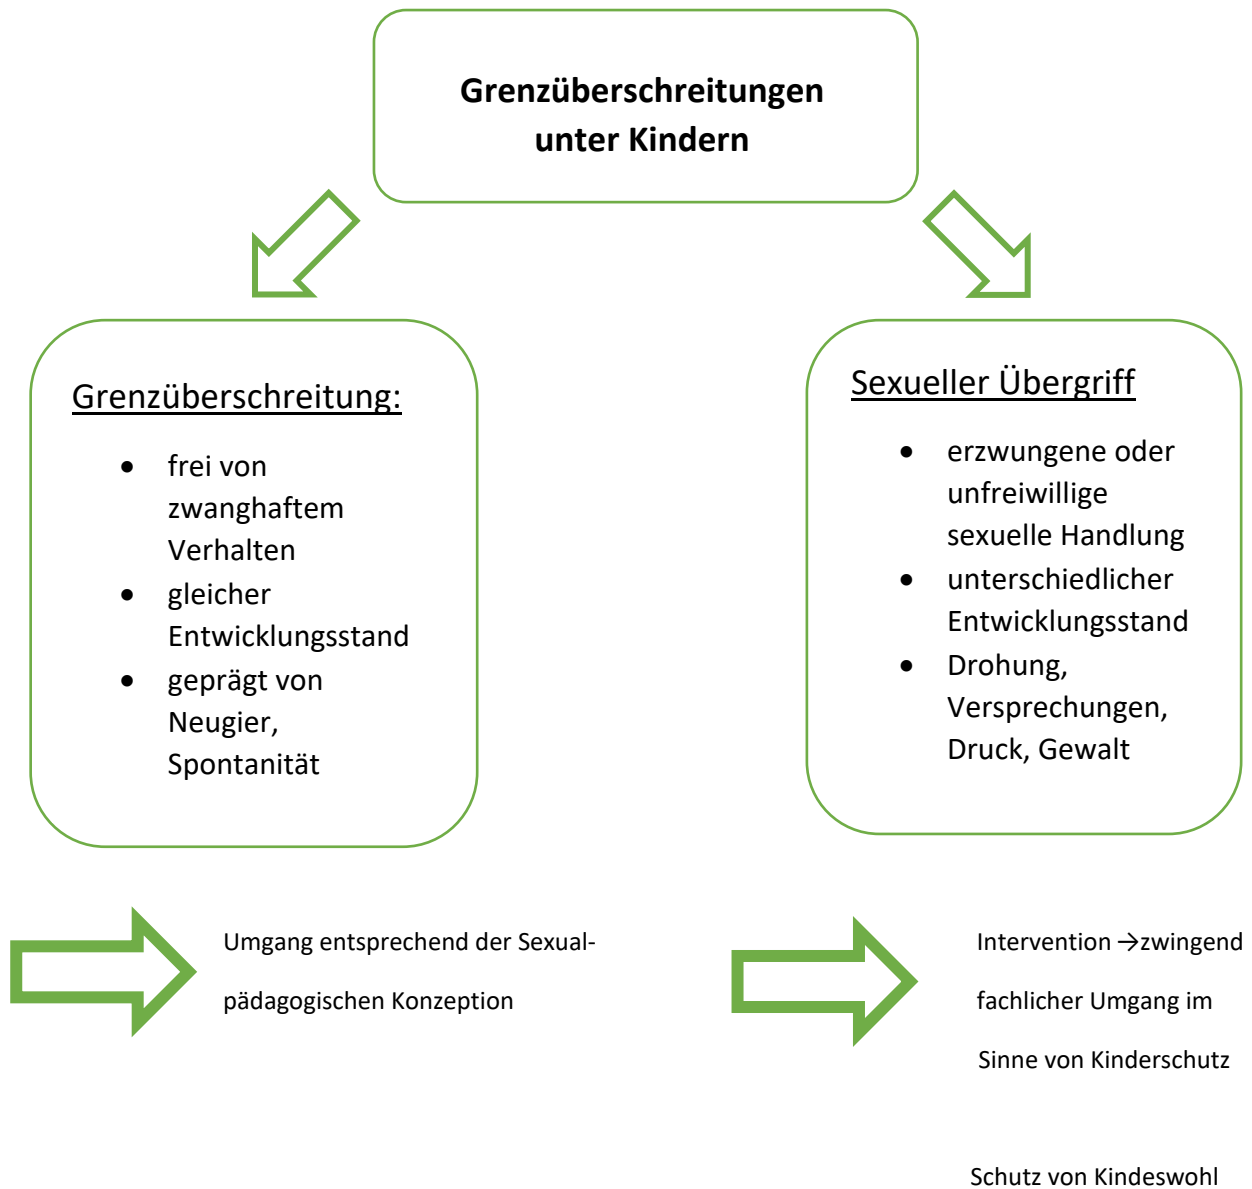 Grenzüberschreitungen
unter Kindern
Grenzüberschreitung:
• frei von
zwanghaftem
Verhalten
• gleicher
Entwicklungsstand
• geprägt von
Neugier,
Spontanität
Sexueller Übergriff
• erzwungene oder
unfreiwillige
sexuelle Handlung
• unterschiedlicher
Entwicklungsstand
• Drohung,
Versprechungen,
Druck, Gewalt
Umgang entsprechend der Sexual-
pädagogischen Konzeption
Intervention →zwingend
fachlicher Umgang im
Sinne von Kinderschutz
Schutz von Kindeswohl